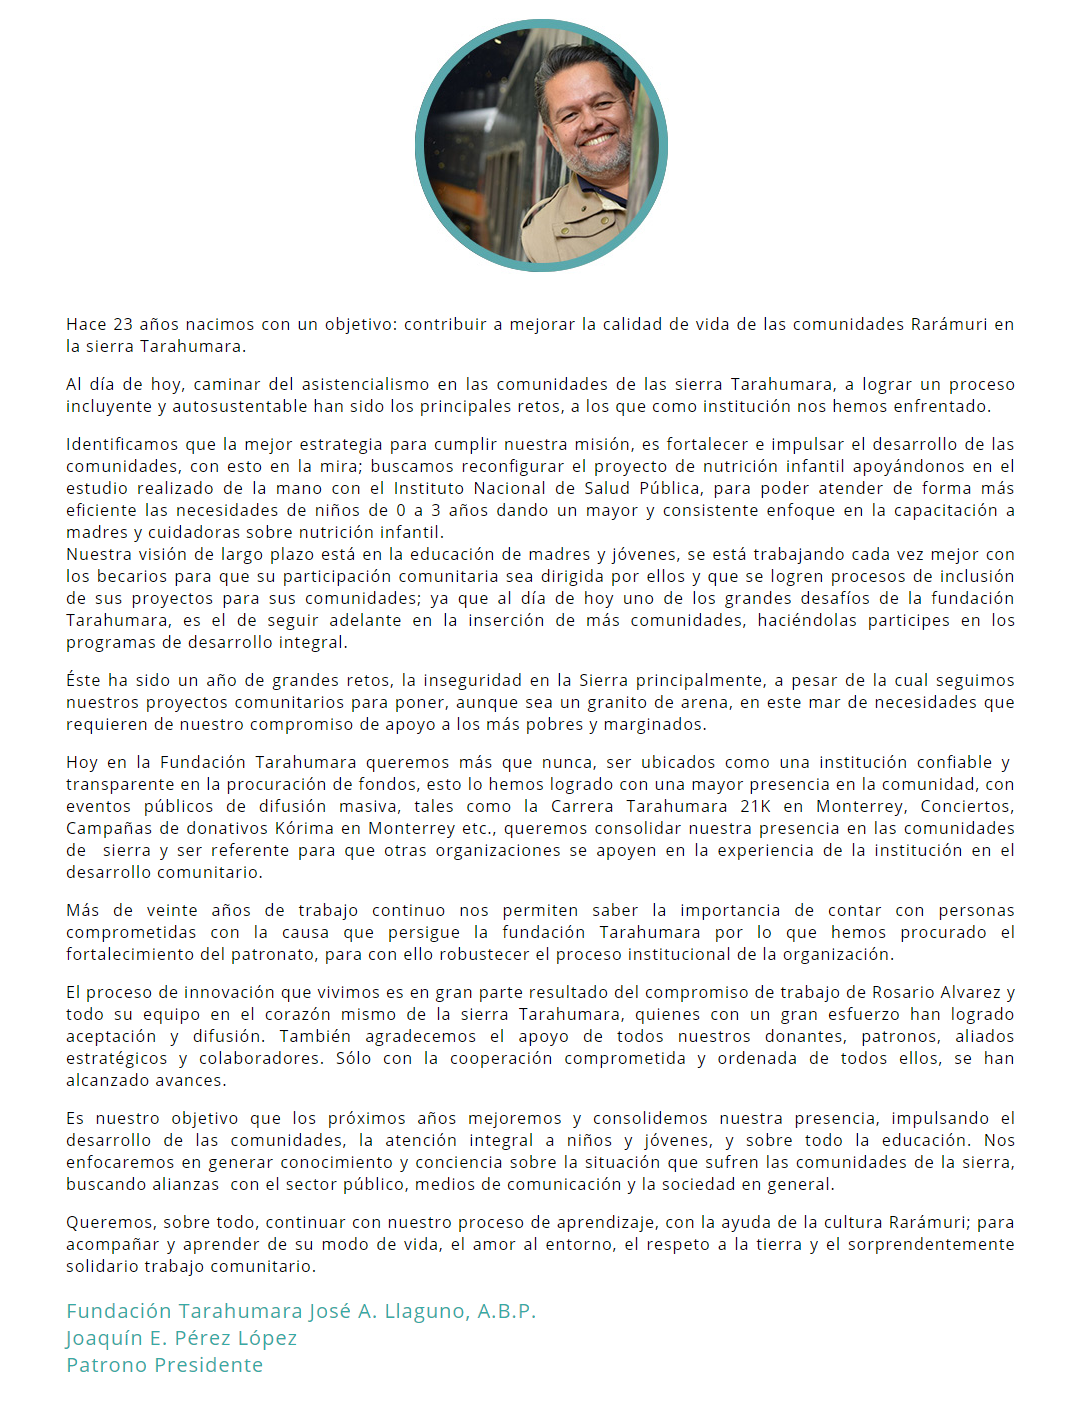 Hace 23 años nacimos con un objetivo: contribuir a mejorar la calidad de vida de las comunidades Rarámuri en
la sierra Tarahumara.
Al día de hoy, caminar del asistencialismo en las comunidades de las sierra Tarahumara, a lograr un proceso
incluyente y autosustentable han sido los principales retos, a los que como institución nos hemos enfrentado.
Identificamos que la mejor estrategia para cumplir nuestra misión, es fortalecer e impulsar el desarrollo de las
comunidades, con esto en la mira; buscamos reconfigurar el proyecto de nutrición infantil apoyándonos en el
estudio realizado de la mano con el Instituto Nacional de Salud Pública, para poder atender de forma más
eficiente las necesidades de niños de 0 a 3 años dando un mayor y consistente enfoque en la capacitación a
madres y cuidadoras sobre nutrición infantil.
Nuestra visión de largo plazo está en la educación de madres y jóvenes, se está trabajando cada vez mejor con
los becarios para que su participación comunitaria sea dirigida por ellos y que se logren procesos de inclusión
de sus proyectos para sus comunidades; ya que al día de hoy uno de los grandes desafíos de la fundación
Tarahumara, es el de seguir adelante en la inserción de más comunidades, haciéndolas participes en los
programas de desarrollo integral.
Éste ha sido un año de grandes retos, la inseguridad en la Sierra principalmente, a pesar de la cual seguimos
nuestros proyectos comunitarios para poner, aunque sea un granito de arena, en este mar de necesidades que
requieren de nuestro compromiso de apoyo a los más pobres y marginados.
Hoy en la Fundación Tarahumara queremos más que nunca, ser ubicados como una institución confiable y
transparente en la procuración de fondos, esto lo hemos logrado con una mayor presencia en la comunidad, con
eventos públicos de difusión masiva, tales como la Carrera Tarahumara 21K en Monterrey, Conciertos,
Campañas de donativos Kórima en Monterrey etc., queremos consolidar nuestra presencia en las comunidades
de  sierra y ser referente para que otras organizaciones se apoyen en la experiencia de la institución en el
desarrollo comunitario.
Más de veinte años de trabajo continuo nos permiten saber la importancia de contar con personas
comprometidas con la causa que persigue la fundación Tarahumara por lo que hemos procurado el
fortalecimiento del patronato, para con ello robustecer el proceso institucional de la organización.
El proceso de innovación que vivimos es en gran parte resultado del compromiso de trabajo de Rosario Alvarez y
todo su equipo en el corazón mismo de la sierra Tarahumara, quienes con un gran esfuerzo han logrado
aceptación y difusión. También agradecemos el apoyo de todos nuestros donantes, patronos, aliados
estratégicos y colaboradores. Sólo con la cooperación comprometida y ordenada de todos ellos, se han
alcanzado avances.
Es nuestro objetivo que los próximos años mejoremos y consolidemos nuestra presencia, impulsando el
desarrollo de las comunidades, la atención integral a niños y jóvenes, y sobre todo la educación. Nos
enfocaremos en generar conocimiento y conciencia sobre la situación que sufren las comunidades de la sierra,
buscando alianzas  con el sector público, medios de comunicación y la sociedad en general.
Queremos, sobre todo, continuar con nuestro proceso de aprendizaje, con la ayuda de la cultura Rarámuri; para
acompañar y aprender de su modo de vida, el amor al entorno, el respeto a la tierra y el sorprendentemente
solidario trabajo comunitario.
Fundación Tarahumara José A. Llaguno, A.B.P.
Joaquín E. Pérez López
Patrono Presidente